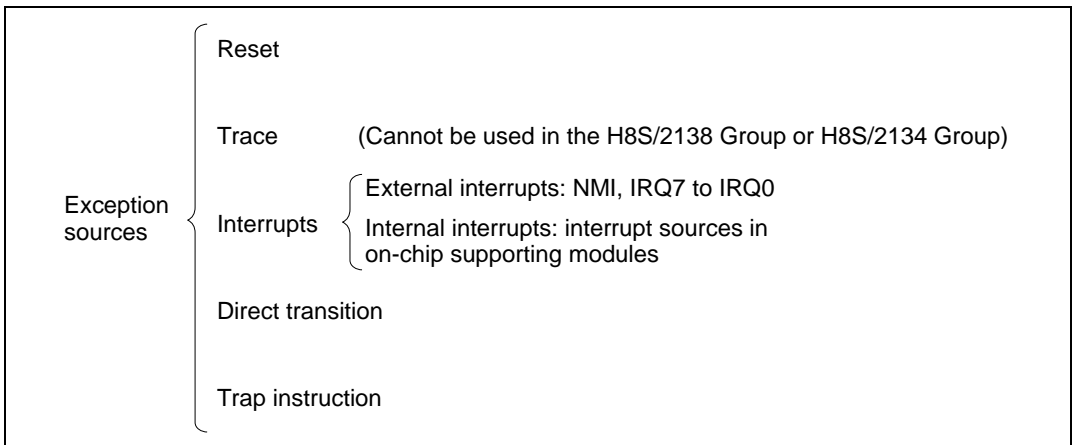 Exception
sources
Reset
Trace (Cannot be used in the H8S/2138 Group or H8S/2134 Group)
Interrupts
External interrupts: NMI, IRQ7 to IRQ0
Internal interrupts: interrupt sources in
on-chip supporting modules
Direct transition
Trap instruction